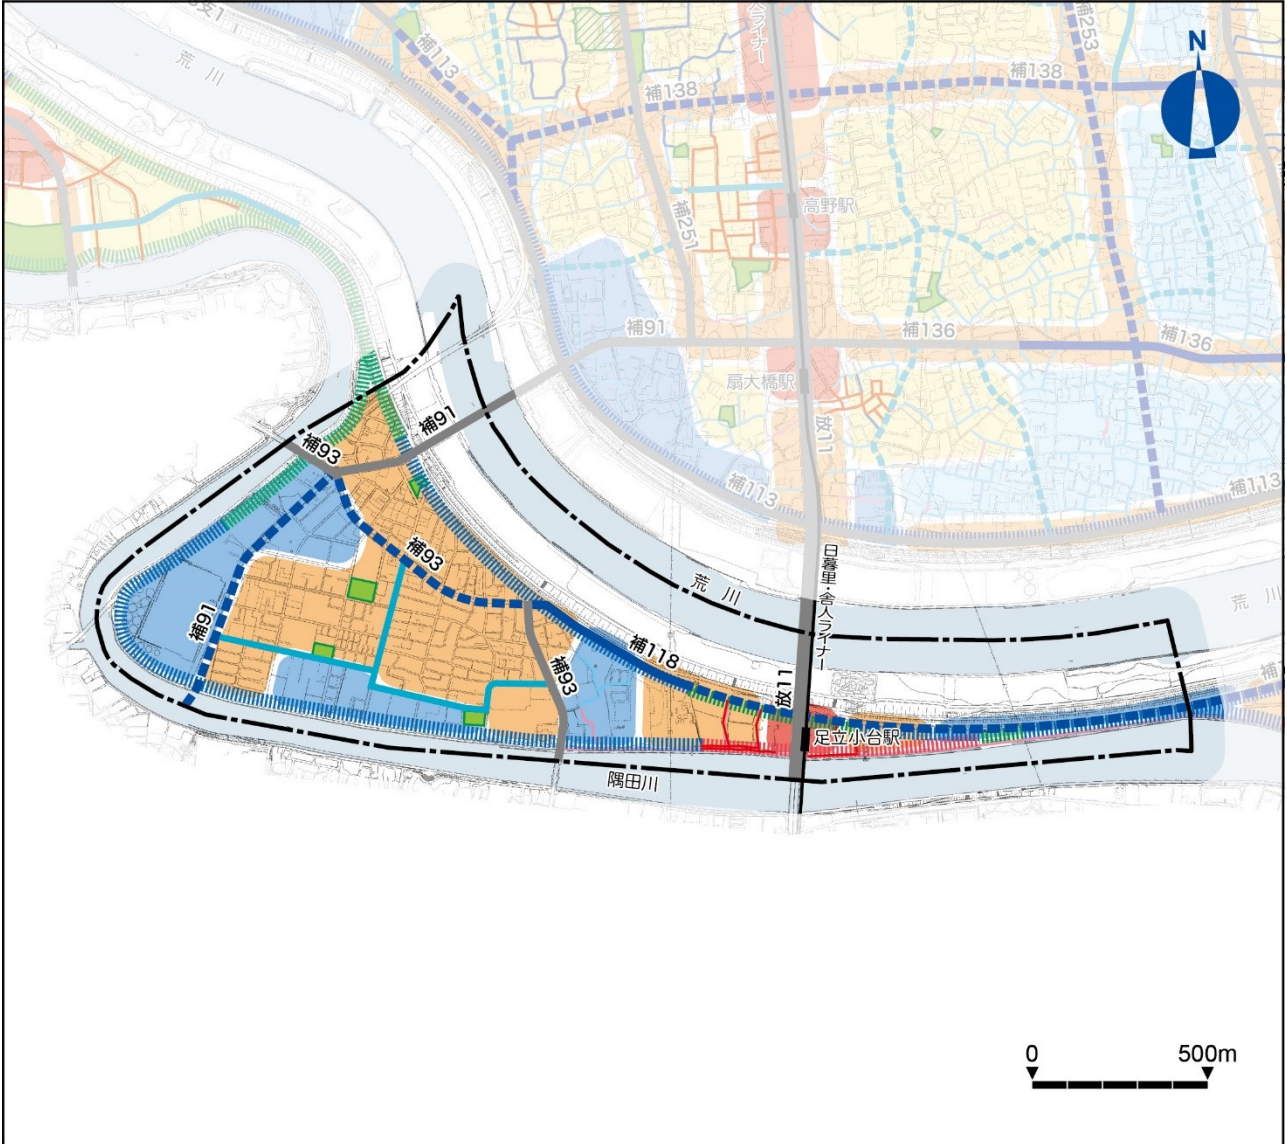 補113
補253
人ライナー
荒川
補138
補138
N
補251
高野駅
補91
補136
補136
扇大橋駅
補91
補93
放11
補113
補113
補93
日暮里・舎人ライナー
荒川
荒川
補91
補118
補93
放11
足立小台駅
補
隅田川
0 500m